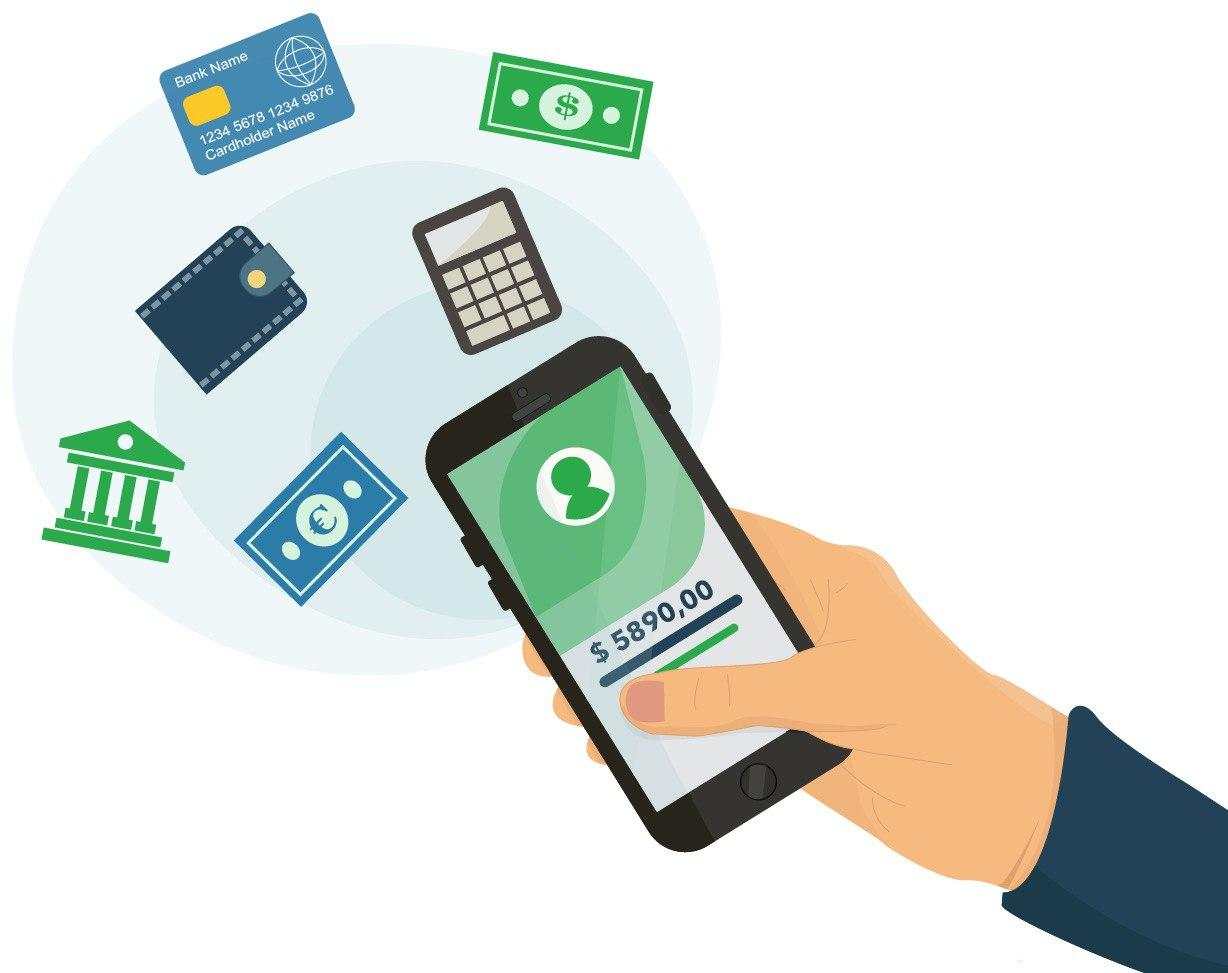 Bank Name
1234 5678 1234 9876
Cardholder Name
$
€
$ 5890,00